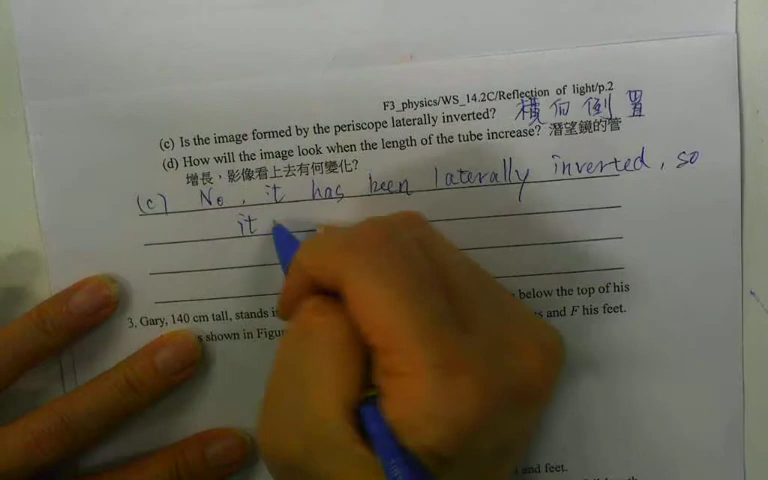 F3_physics/WS_14.2C/Reflection of light/p.2
(c) Is the image formed by the periscope laterally inverted? 橫向倒置
(d) How will the image look when the length of the tube increase? 潛望鏡的管
增長，影像看上去有何變化?
(c) No, it has been laterally inverted, so
it
3. Gary, 140 cm tall, stands below the top of his
shown in and F his feet.
and feet.